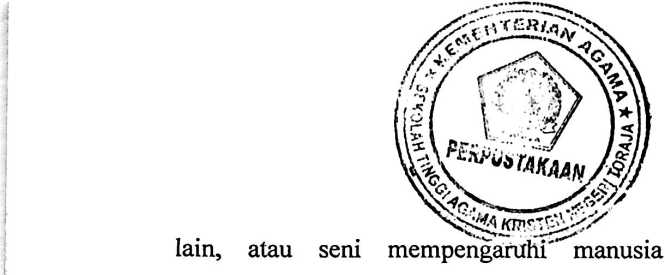 KEMENTERIAN AGAMA
SEKOLAH TINGGI AGAMA KRISTEN NEGERI TORAJA
PERPUSTAKAAN
lain, atau seni mempengaruhi manusia